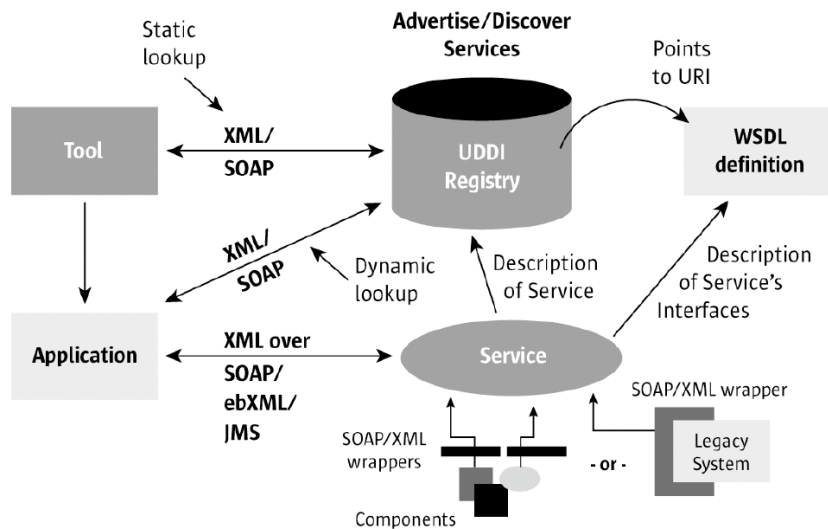 Static
lookup
Advertise/Discover
Services
Points
to URI
Tool
XML/
SOAP
UDDI
Registry
WSDL
definition
XML/
SOAP
Dynamic
lookup
Description
of Service
Description
of Service's
Interfaces
Application
XML over
SOAP/
ebXML/
JMS
Service
SOAP/XML
wrappers
Components
- or -
SOAP/XML wrapper
Legacy
System